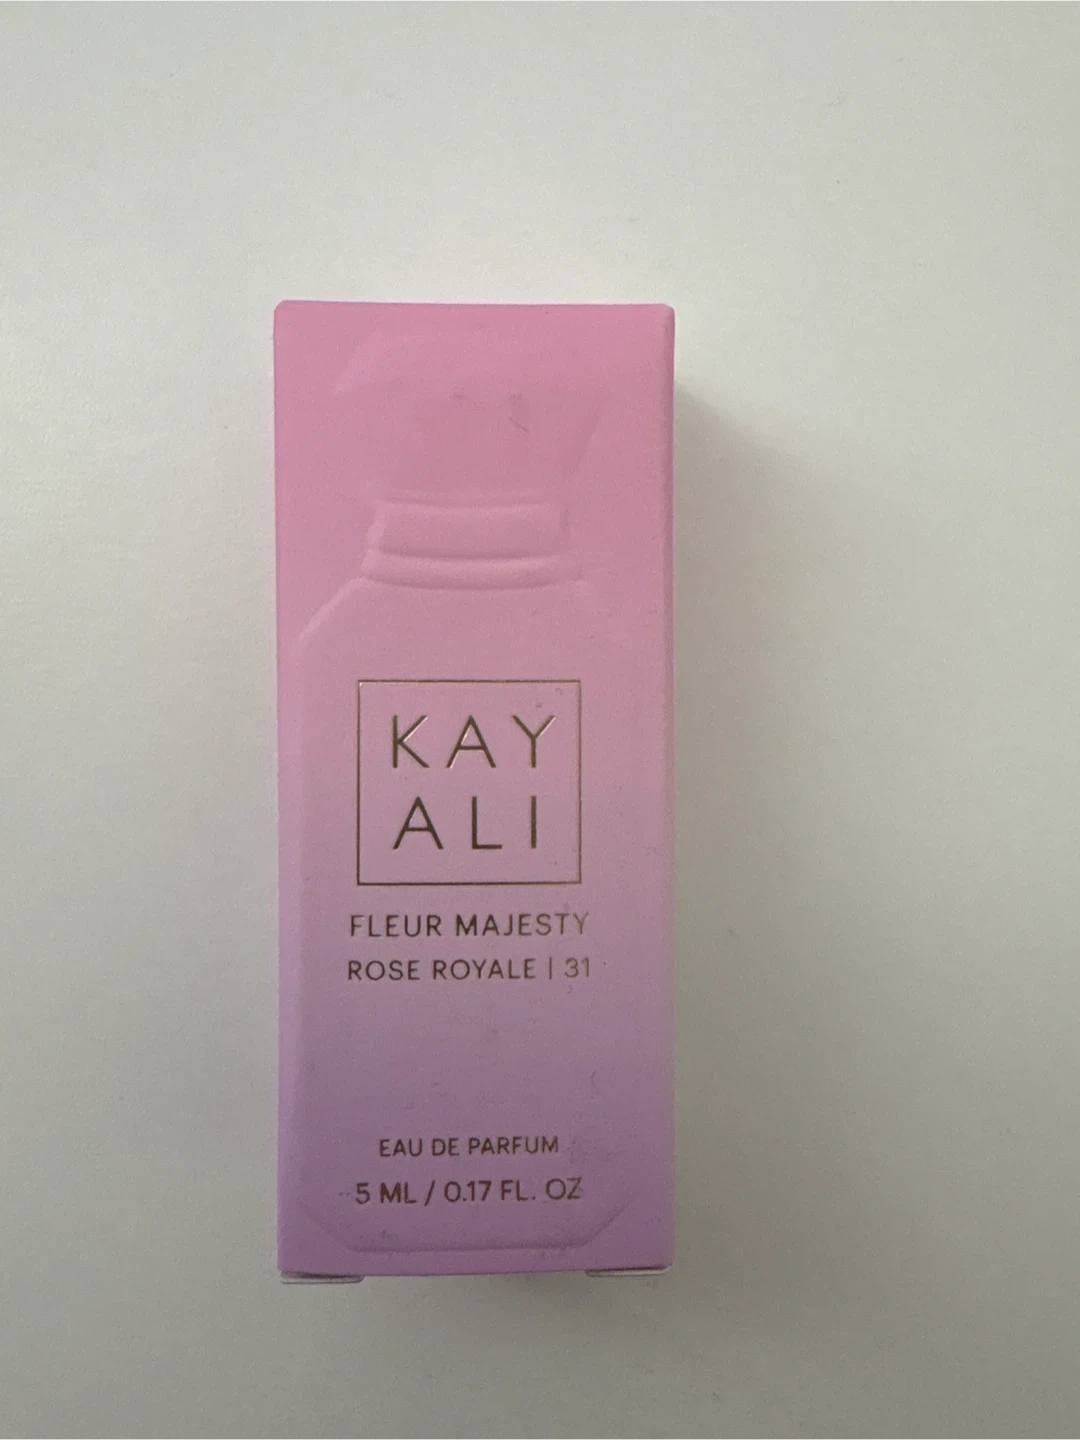 KAY
ALI
FLEUR MAJESTY
ROSE ROYALE | 31
EAU DE PARFUM
5 ML / 0.17 FL. OZ